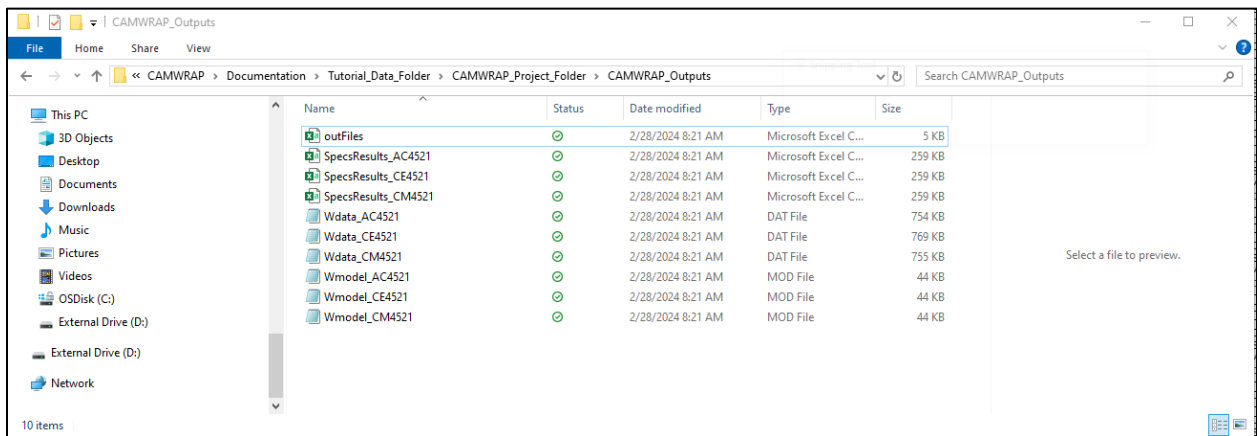 CAMWRAP_Outputs
File Home Share View
« CAMWRAP > Documentation > Tutorial_Data_Folder > CAMWRAP_Project_Folder > CAMWRAP_Outputs Search CAMWRAP_Outputs
This PC
3D Objects
Desktop
Documents
Downloads
Music
Pictures
Videos
OSDisk (C:)
External Drive (D:)
External Drive (D:)
Network
Name Status Date modified Type Size
outFiles 2/28/2024 8:21 AM Microsoft Excel C... 5 KB
SpecsResults_AC4521 2/28/2024 8:21 AM Microsoft Excel C... 259 KB
SpecsResults_CE4521 2/28/2024 8:21 AM Microsoft Excel C... 259 KB
SpecsResults_CM4521 2/28/2024 8:21 AM Microsoft Excel C... 259 KB
Wdata_AC4521 2/28/2024 8:21 AM DAT File 754 KB
Wdata_CE4521 2/28/2024 8:21 AM DAT File 769 KB
Wdata_CM4521 2/28/2024 8:21 AM DAT File 755 KB
Wmodel_AC4521 2/28/2024 8:21 AM MOD File 44 KB
Wmodel_CE4521 2/28/2024 8:21 AM MOD File 44 KB
Wmodel_CM4521 2/28/2024 8:21 AM MOD File 44 KB
Select a file to preview.
10 items